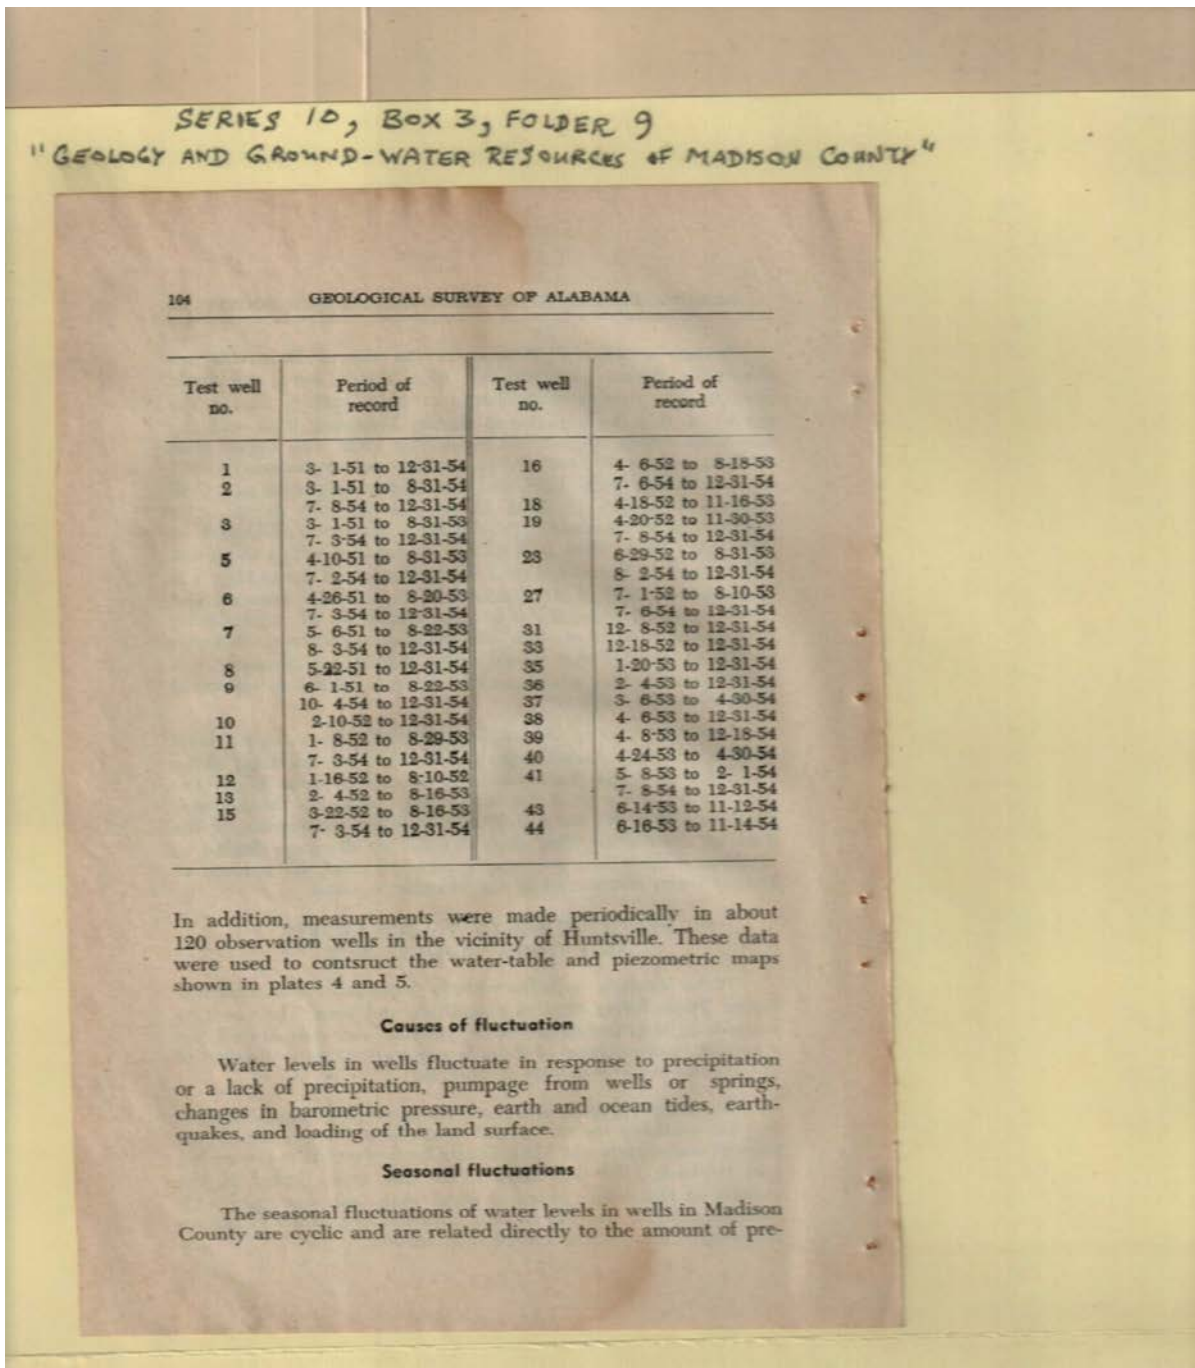 SERIES 10, BOX 3, FOLDER 9
"GEOLOGY AND GROUND-WATER RESOURCES OF MADISON COUNTY"
104 GEOLOGICAL SURVEY OF ALABAMA
Test well no. Period of record Test well no. Period of record
1 3- 1-51 to 12-31-54 16 4- 6-52 to 8-18-53
2 3- 1-51 to 8-31-54 7- 6-54 to 12-31-54
7- 8-54 to 12-31-54 18 4-18-52 to 11-16-53
3 3- 1-51 to 8-31-53 19 4-20-52 to 11-30-53
7- 3-54 to 12-31-54 7- 8-54 to 12-31-54
5 4-10-51 to 8-31-53 23 6-29-52 to 8-31-53
7- 2-54 to 12-31-54 8- 2-54 to 12-31-54
6 4-26-51 to 8-20-53 27 7- 1-52 to 8-10-53
7- 3-54 to 12-31-54 7- 6-54 to 12-31-54
7 5- 6-51 to 8-22-53 31 12- 8-52 to 12-31-54
8- 3-54 to 12-31-54 33 12-18-52 to 12-31-54
8 5-22-51 to 12-31-54 35 1-20-53 to 12-31-54
9 6- 1-51 to 8-22-53 36 2- 4-53 to 12-31-54
10- 4-54 to 12-31-54 37 3- 6-53 to 4-30-54
10 2-10-52 to 12-31-54 38 4- 6-53 to 12-31-54
11 1- 8-52 to 8-29-53 39 4- 8-53 to 12-18-54
7- 3-54 to 12-31-54 40 4-24-53 to 4-30-54
12 1-16-52 to 8-10-52 41 5- 8-53 to 2- 1-54
13 2- 4-52 to 8-16-53 7- 8-54 to 12-31-54
15 3-22-52 to 8-16-53 43 6-14-53 to 11-12-54
7- 3-54 to 12-31-54 44 6-16-53 to 11-14-54
In addition, measurements were made periodically in about
120 observation wells in the vicinity of Huntsville. These data
were used to contsruct the water-table and piezometric maps
shown in plates 4 and 5.
Causes of fluctuation
Water levels in wells fluctuate in response to precipitation
or a lack of precipitation, pumpage from wells or springs,
changes in barometric pressure, earth and ocean tides, earth-
quakes, and loading of the land surface.
Seasonal fluctuations
The seasonal fluctuations of water levels in wells in Madison
County are cyclic and are related directly to the amount of pre-